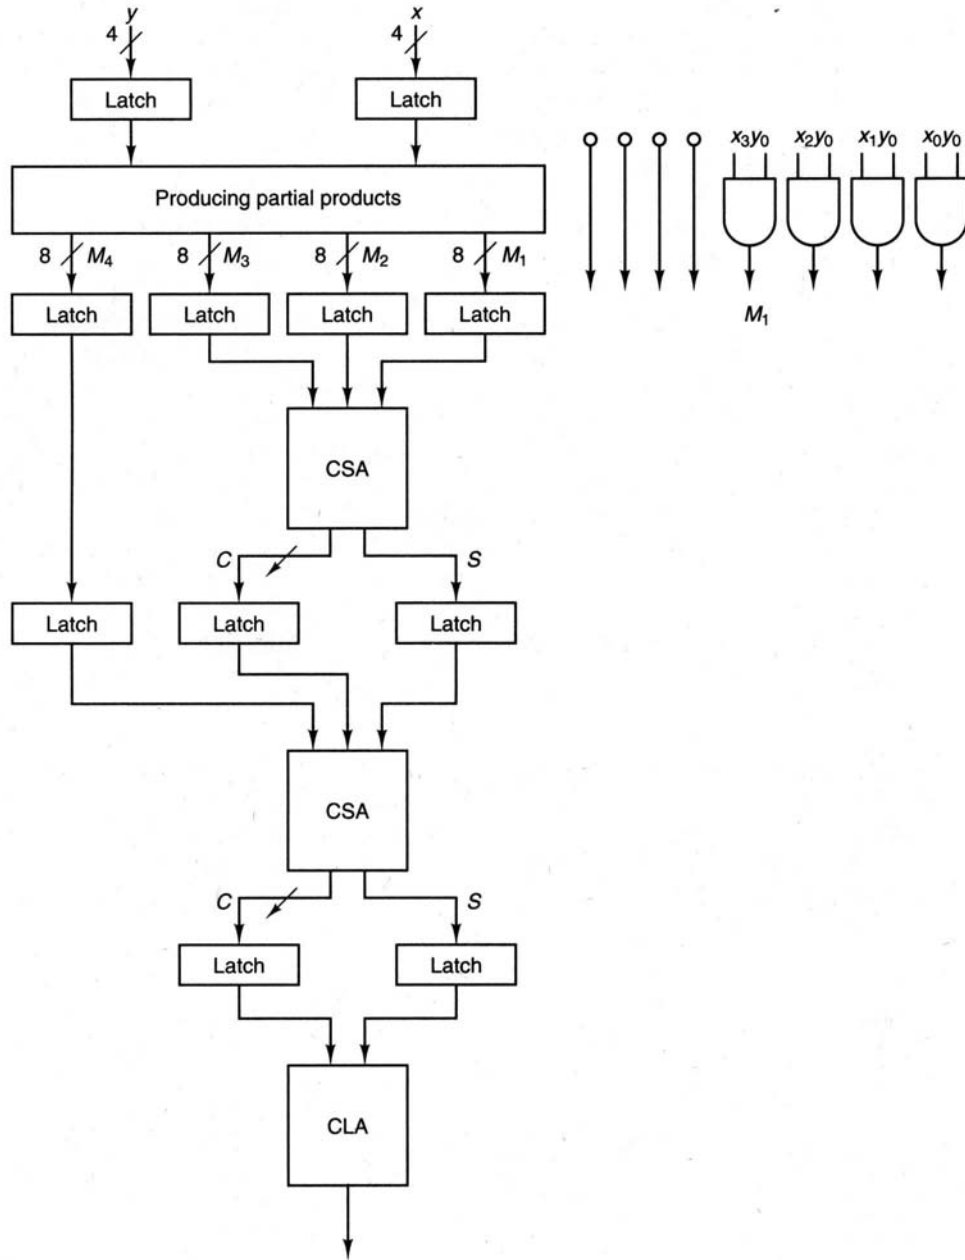 y x
4 4
Latch Latch
x₃y₀ x₂y₀ x₁y₀ x₀y₀
Producing partial products
8 M₄ 8 M₃ 8 M₂ 8 M₁
Latch Latch Latch Latch
M₁
CSA
C S
Latch Latch Latch
CSA
C S
Latch Latch
CLA